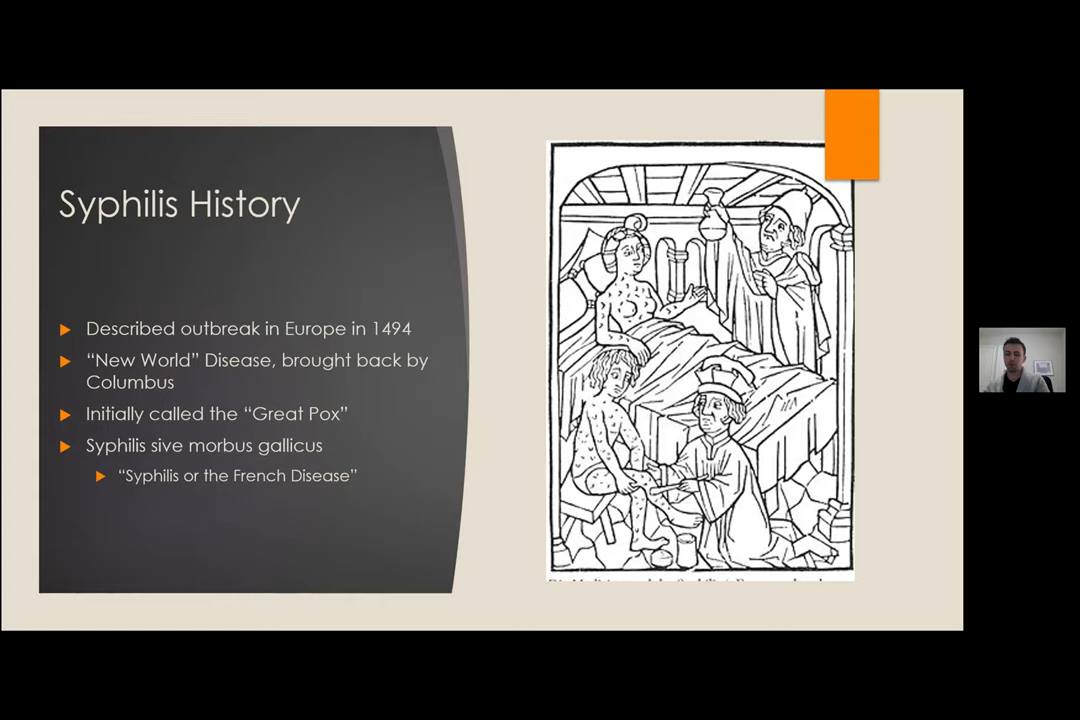 Syphilis History
Described outbreak in Europe in 1494
“New World” Disease, brought back by
Columbus
Initially called the “Great Pox”
Syphilis sive morbus gallicus
“Syphilis or the French Disease”